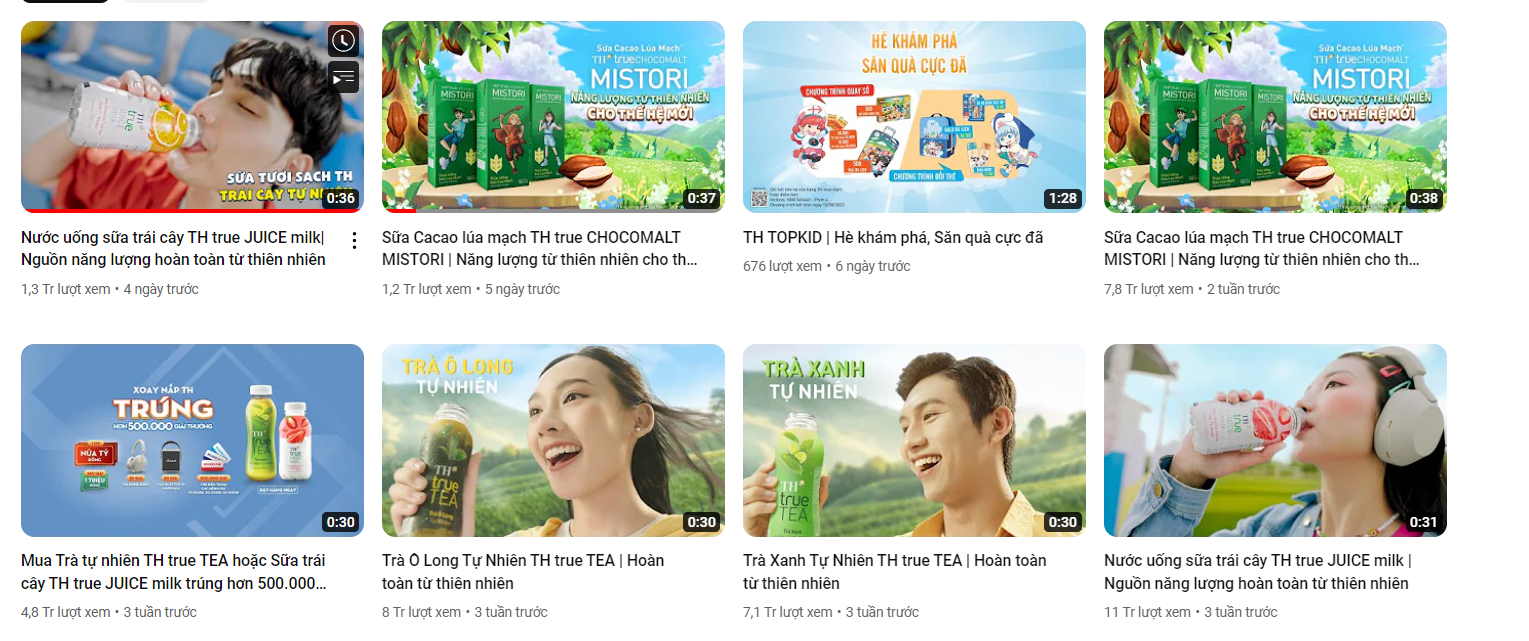 SỮA TƯƠI SẠCH TH
TRÁI CÂY TỰ
0:36
Nước uống sữa trái cây TH true JUICE milk|
Nguồn năng lượng hoàn toàn từ thiên nhiên
1,3 Tr lượt xem • 4 ngày trước
Sữa Cacao Lúa Mạch
TH true CHOCOMALT
MISTORI
NĂNG LƯỢNG TỪ THIÊN NHIÊN
CHO THẾ HỆ MỚI
MISTORI
MISTORI
MISTORI
0:37
Sữa Cacao lúa mạch TH true CHOCOMALT
MISTORI | Năng lượng từ thiên nhiên cho th...
1,2 Tr lượt xem • 5 ngày trước
HÈ KHÁM PHÁ
SĂN QUÀ CỰC ĐÃ
CHƯƠNG TRÌNH QUAY SỐ
CHƯƠNG TRÌNH ĐỔI THẺ
1:28
TH TOPKID | Hè khám phá, Săn quà cực đã
676 lượt xem • 6 ngày trước
Sữa Cacao Lúa Mạch
TH true CHOCOMALT
MISTORI
NĂNG LƯỢNG TỪ THIÊN NHIÊN
CHO THẾ HỆ MỚI
MISTORI
MISTORI
MISTORI
0:38
Sữa Cacao lúa mạch TH true CHOCOMALT
MISTORI | Năng lượng từ thiên nhiên cho th...
7,8 Tr lượt xem • 2 tuần trước
XOAY NẮP TH
TRÚNG
HƠN 500.000 GIẢI THƯỞNG
NỬA TỶ
ĐỒNG
1 TRIỆU
ĐỒNG
TH
true
TEA
TH
true
0:30
Mua Trà tự nhiên TH true TEA hoặc Sữa trái
cây TH true JUICE milk trúng hơn 500.000...
4,8 Tr lượt xem • 3 tuần trước
TRÀ Ô LONG
TỰ NHIÊN
TH
true
TEA
0:30
Trà Ô Long Tự Nhiên TH true TEA | Hoàn
toàn từ thiên nhiên
8 Tr lượt xem • 3 tuần trước
TRÀ XANH
TỰ NHIÊN
TH
true
TEA
0:30
Trà Xanh Tự Nhiên TH true TEA | Hoàn toàn
từ thiên nhiên
7,1 Tr lượt xem • 3 tuần trước
TH
true
0:31
Nước uống sữa trái cây TH true JUICE milk |
Nguồn năng lượng hoàn toàn từ thiên nhiên
11 Tr lượt xem • 3 tuần trước